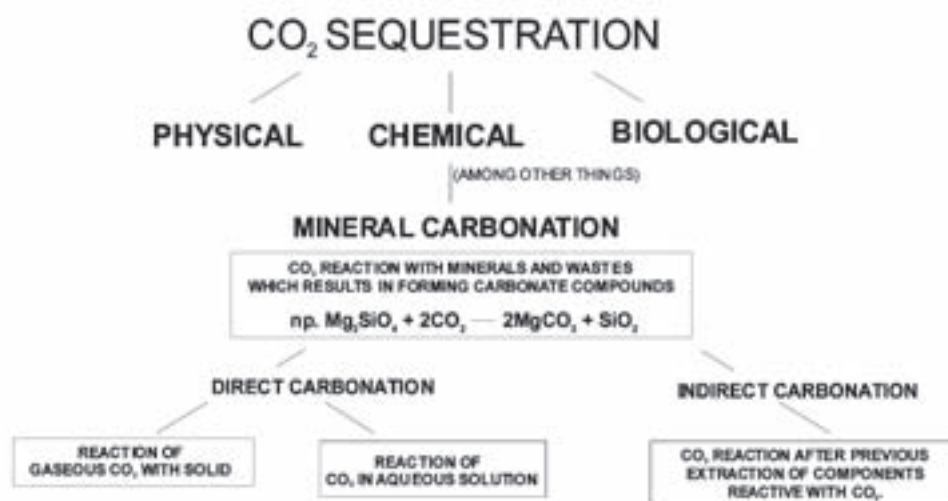 CO₂ SEQUESTRATION
PHYSICAL
CHEMICAL
BIOLOGICAL
(AMONG OTHER THINGS)
MINERAL CARBONATION
CO₂ REACTION WITH MINERALS AND WASTES
WHICH RESULTS IN FORMING CARBONATE COMPOUNDS
np. Mg₂SiO₄ + 2CO₂ — 2MgCO₃ + SiO₂
DIRECT CARBONATION
INDIRECT CARBONATION
REACTION OF
GASEOUS CO₂ WITH SOLID
REACTION OF
CO₂ IN AQUEOUS SOLUTION
CO₂ REACTION AFTER PREVIOUS
EXTRACTION OF COMPONENTS
REACTIVE WITH CO₂.